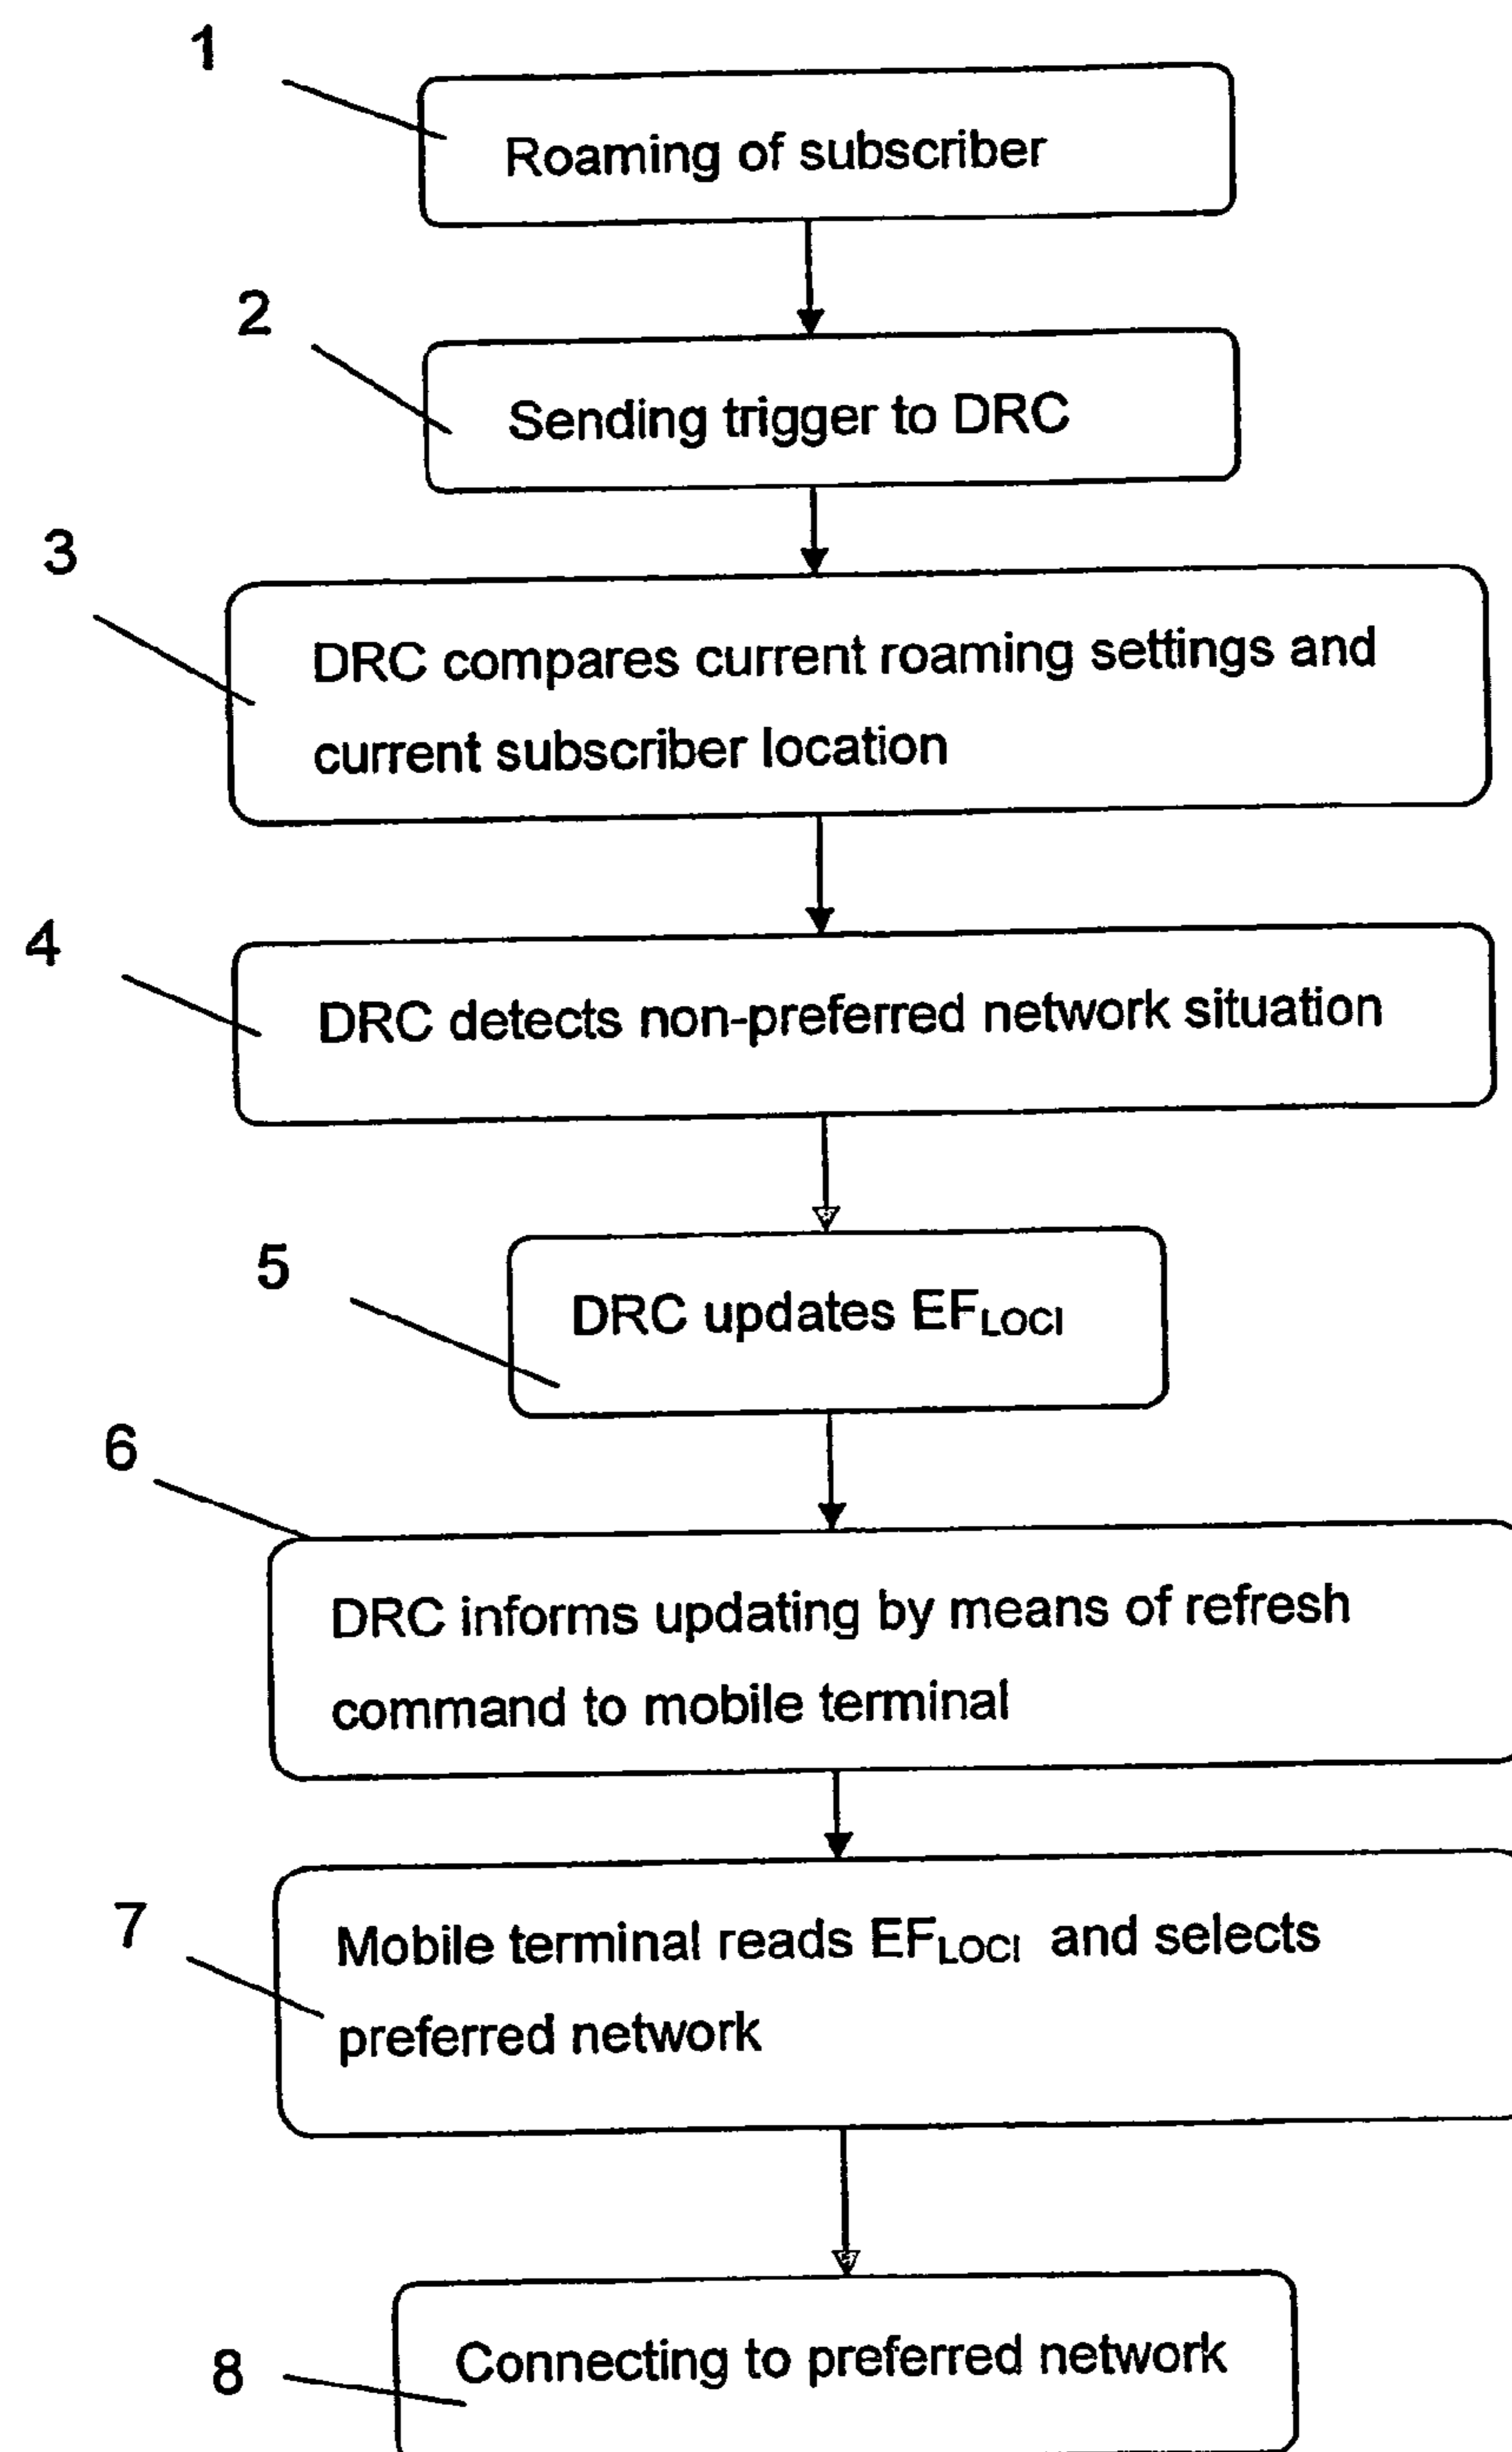 1
Roaming of subscriber
2
Sending trigger to DRC
3
DRC compares current roaming settings and
current subscriber location
4
DRC detects non-preferred network situation
5
DRC updates EFLOCI
6
DRC informs updating by means of refresh
command to mobile terminal
7
Mobile terminal reads EFLOCI and selects
preferred network
8
Connecting to preferred network